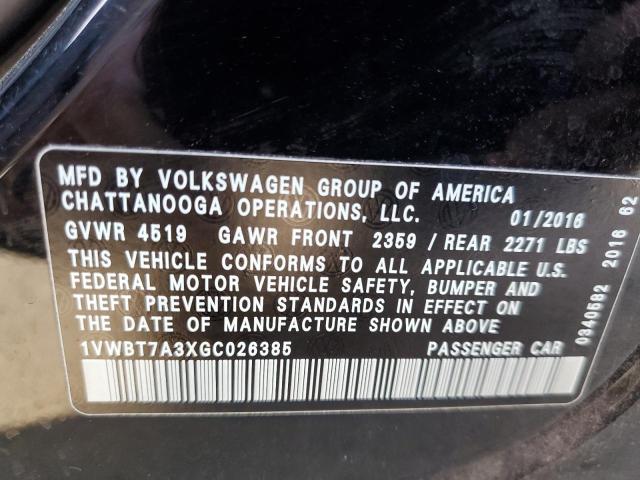 MFD BY VOLKSWAGEN GROUP OF AMERICA
CHATTANOOGA OPERATIONS, LLC. 01/2016
GVWR 4519 GAWR FRONT 2359 / REAR 2271 LBS
THIS VEHICLE CONFORMS TO ALL APPLICABLE U.S.
FEDERAL MOTOR VEHICLE SAFETY, BUMPER AND
THEFT PREVENTION STANDARDS IN EFFECT ON
THE DATE OF MANUFACTURE SHOWN ABOVE
1VWBT7A3XGC026385 PASSENGER CAR
0340582 2016 62